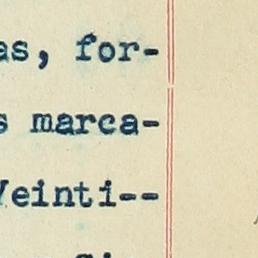 as, for-
s marca-
Veinti--